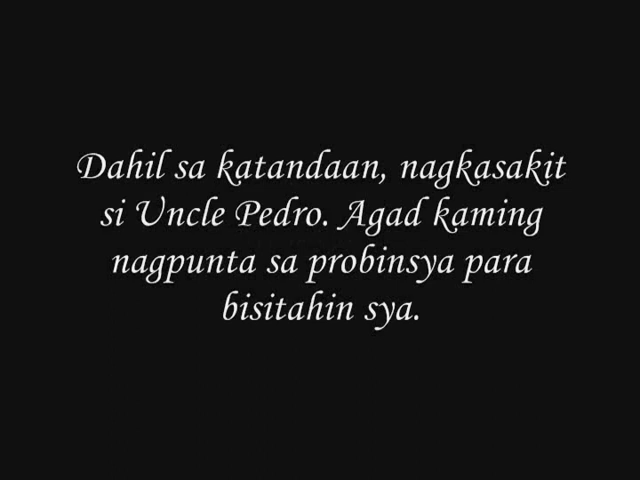 Dahil sa katandaan, nagkasakit
si Uncle Pedro. Agad kaming
nagpunta sa probinsya para
bisitahin sya.